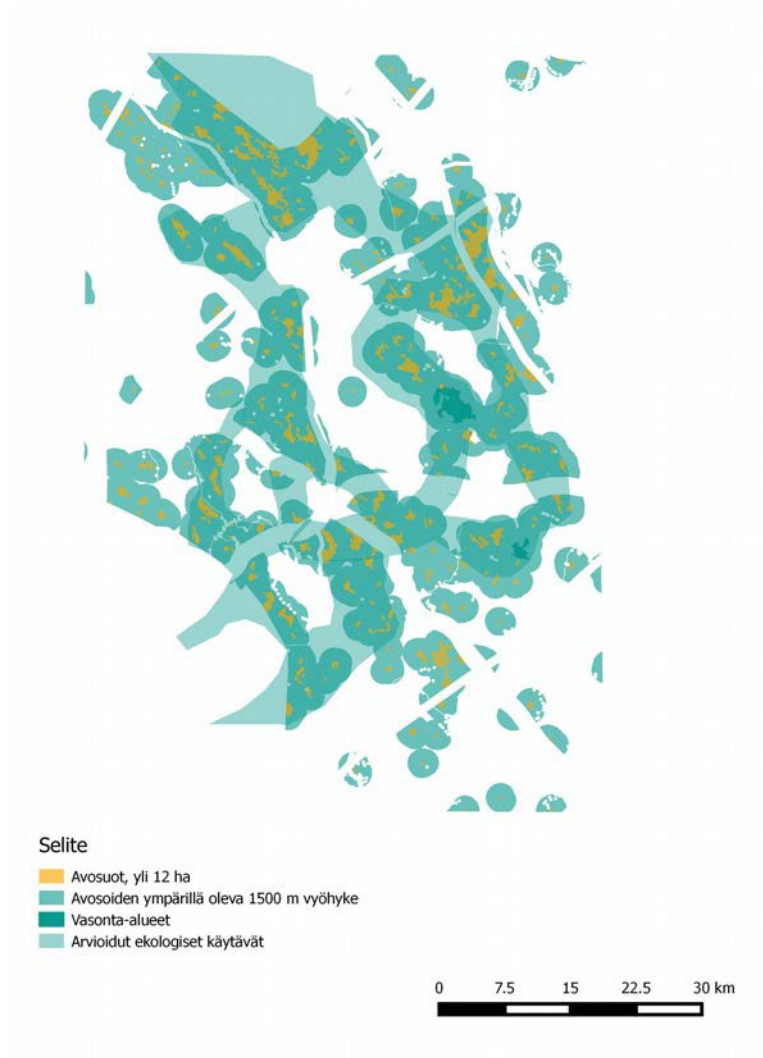 Selite
Avosuot, yli 12 ha
Avosoiden ympärillä oleva 1500 m vyöhyke
Vasonta-alueet
Arvioidut ekologiset käytävät
0 7.5 15 22.5 30 km